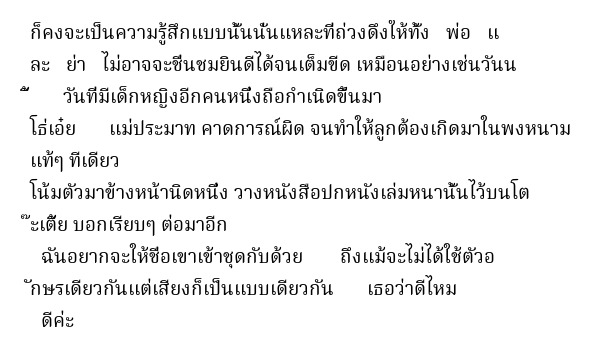 ก็คงจะเป็นความรู้สึกแบบนั้นนั่นแหละที่ถ่วงดึงให้ทั้ง พ่อ แ
ละ ย่า ไม่อาจจะชื่นชมยินดีได้จนเต็มขีด เหมือนอย่างเช่นวันน
ี้ วันที่มีเด็กหญิงอีกคนหนึ่งถือกำเนิดขึ้นมา
โธ่เอ๋ย แม่ประมาท คาดการณ์ผิด จนทำให้ลูกต้องเกิดมาในพงหนาม
แท้ๆ ทีเดียว
โน้มตัวมาข้างหน้านิดหนึ่ง วางหนังสือปกหนังเล่มหนานั้นไว้บนโต
๊ะเตี้ย บอกเรียบๆ ต่อมาอีก
ฉันอยากจะให้ชื่อเขาเข้าชุดกับด้วย ถึงแม้จะไม่ได้ใช้ตัวอ
ักษรเดียวกันแต่เสียงก็เป็นแบบเดียวกัน เธอว่าดีไหม
ดีค่ะ